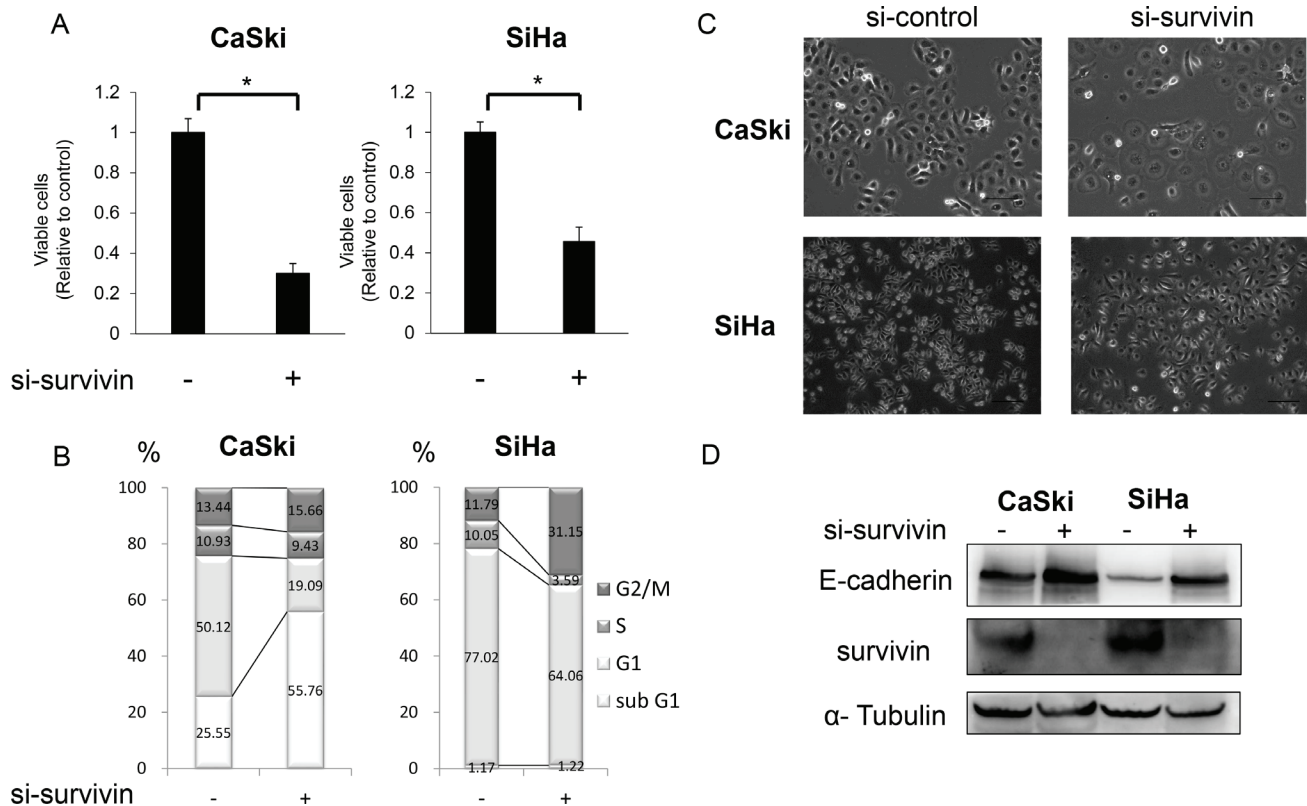 A
CaSki
SiHa
*
*
Viable cells
(Relative to control)
1.2
1
0.8
0.6
0.4
0.2
0
Viable cells
(Relative to control)
1.2
1
0.8
0.6
0.4
0.2
0
si-survivin - + - +
B
% CaSki
100
80
60
40
20
0
13.44 15.66
10.93 9.43
50.12 19.09
25.55 55.76
% SiHa
100
80
60
40
20
0
11.79 31.15
10.05 3.59
77.02 64.06
1.17 1.22
G2/M
S
G1
sub G1
si-survivin - + - +
C
si-control si-survivin
CaSki
SiHa
D
CaSki SiHa
si-survivin - + - +
E-cadherin
survivin
α- Tubulin